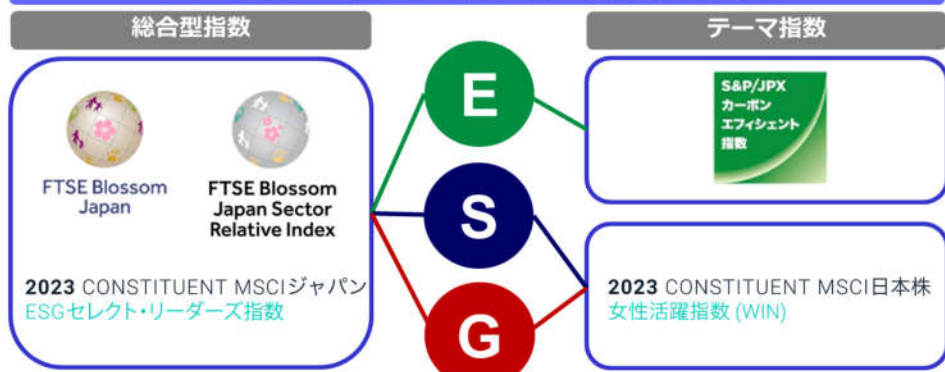 総合型指数
テーマ指数
FTSE Blossom
Japan
FTSE Blossom
Japan Sector
Relative Index
2023 CONSTITUENT MSCIジャパン
ESGセレクト・リーダーズ指数
E
S
G
S&P/JPX
カーボン
エフィシェント
指数
2023 CONSTITUENT MSCI日本株
女性活躍指数 (WIN)